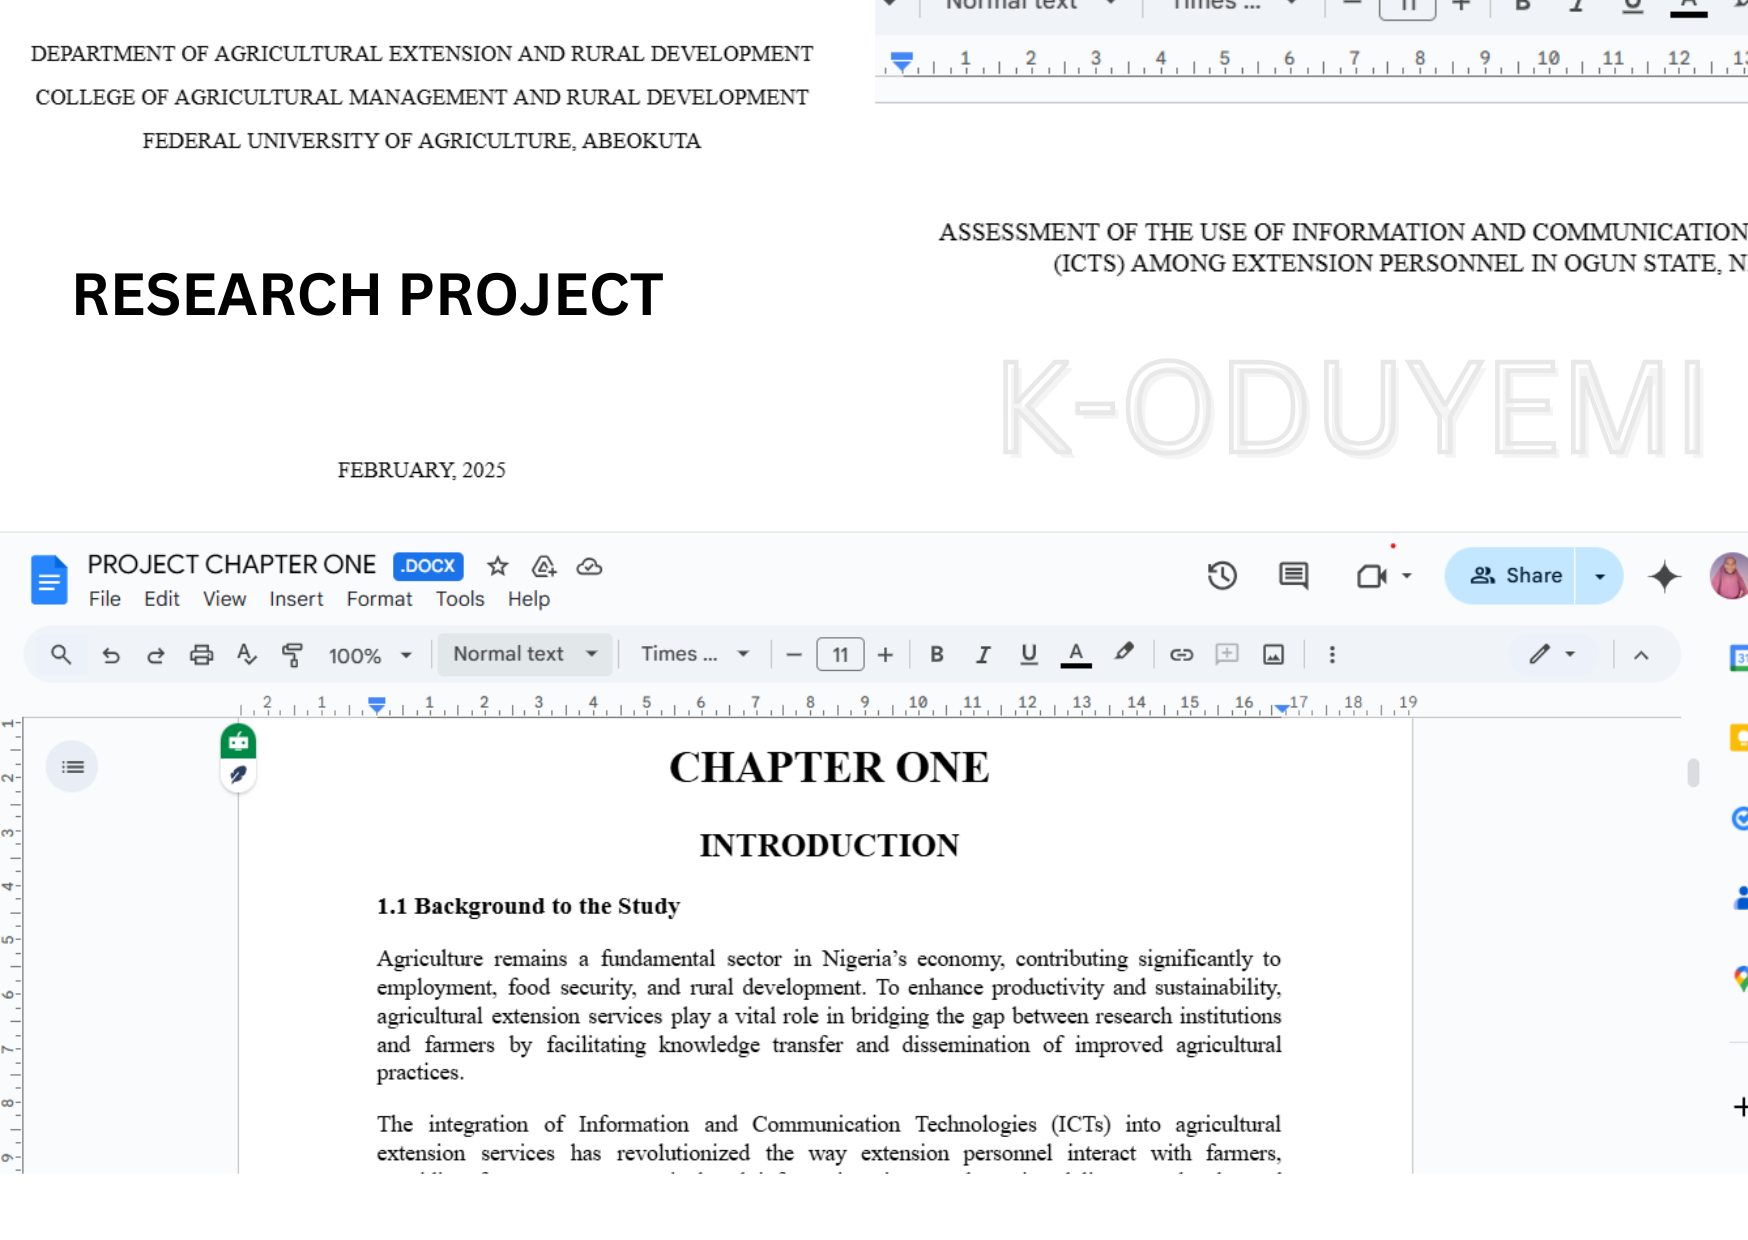 DEPARTMENT OF AGRICULTURAL EXTENSION AND RURAL DEVELOPMENT
COLLEGE OF AGRICULTURAL MANAGEMENT AND RURAL DEVELOPMENT
FEDERAL UNIVERSITY OF AGRICULTURE, ABEOKUTA
RESEARCH PROJECT
FEBRUARY, 2025
Normal text Times ... 11 B I U A
1 2 3 4 5 6 7 8 9 10 11 12
ASSESSMENT OF THE USE OF INFORMATION AND COMMUNICATION
(ICTS) AMONG EXTENSION PERSONNEL IN OGUN STATE, N
K-ODUYEMI
PROJECT CHAPTER ONE .DOCX
File Edit View Insert Format Tools Help
Share
100% Normal text Times ... 11 B I U A
2 1 1 2 3 4 5 6 7 8 9 10 11 12 13 14 15 16 17 18 19
1
2
3
4
5
6
7
8
9
31
CHAPTER ONE
INTRODUCTION
1.1 Background to the Study
Agriculture remains a fundamental sector in Nigeria’s economy, contributing significantly to
employment, food security, and rural development. To enhance productivity and sustainability,
agricultural extension services play a vital role in bridging the gap between research institutions
and farmers by facilitating knowledge transfer and dissemination of improved agricultural
practices.
The integration of Information and Communication Technologies (ICTs) into agricultural
extension services has revolutionized the way extension personnel interact with farmers,